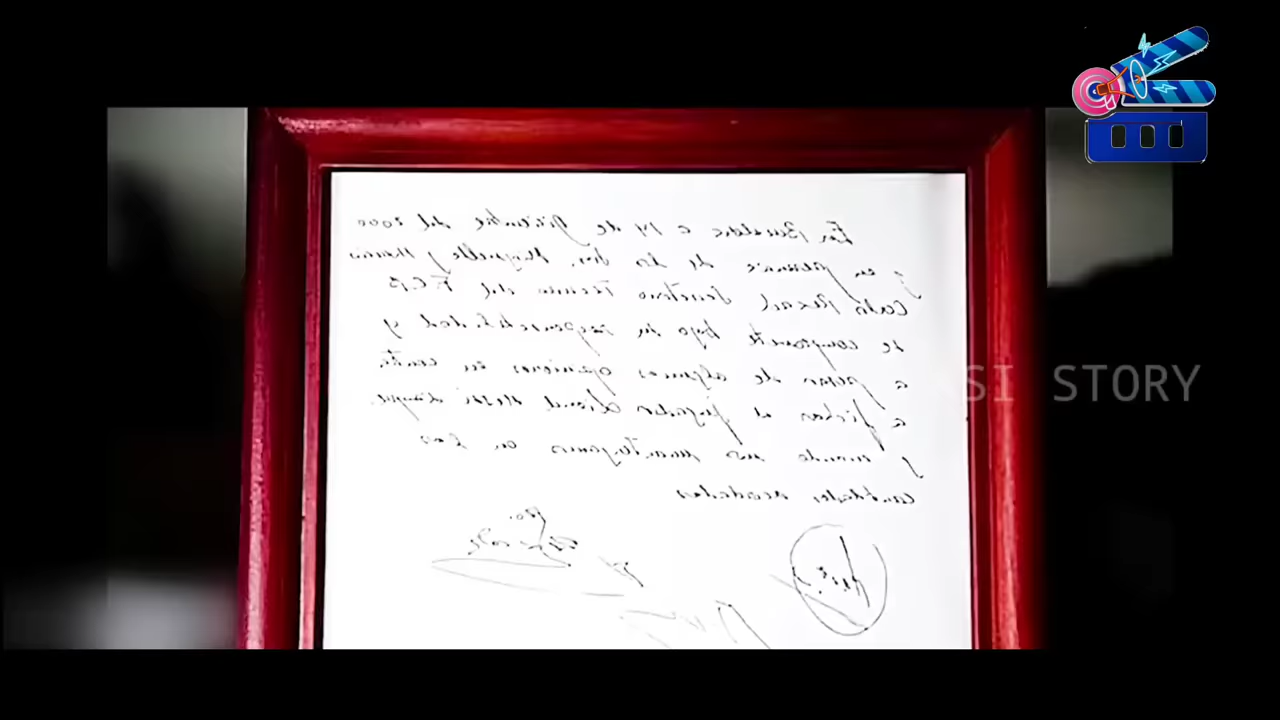 En Barcelona a 14 de Diciembre del 2000
y en presencia de los Srs. Minguella y Horacio
Carlos Rexach Secretario Técnico del F.C.B
se compromete bajo su responsabilidad y
a pesar de algunas opiniones en contra
a fichar al jugador Lionel Messi siempre
y cuando nos mantengamos en las
cantidades acordadas
SI STORY